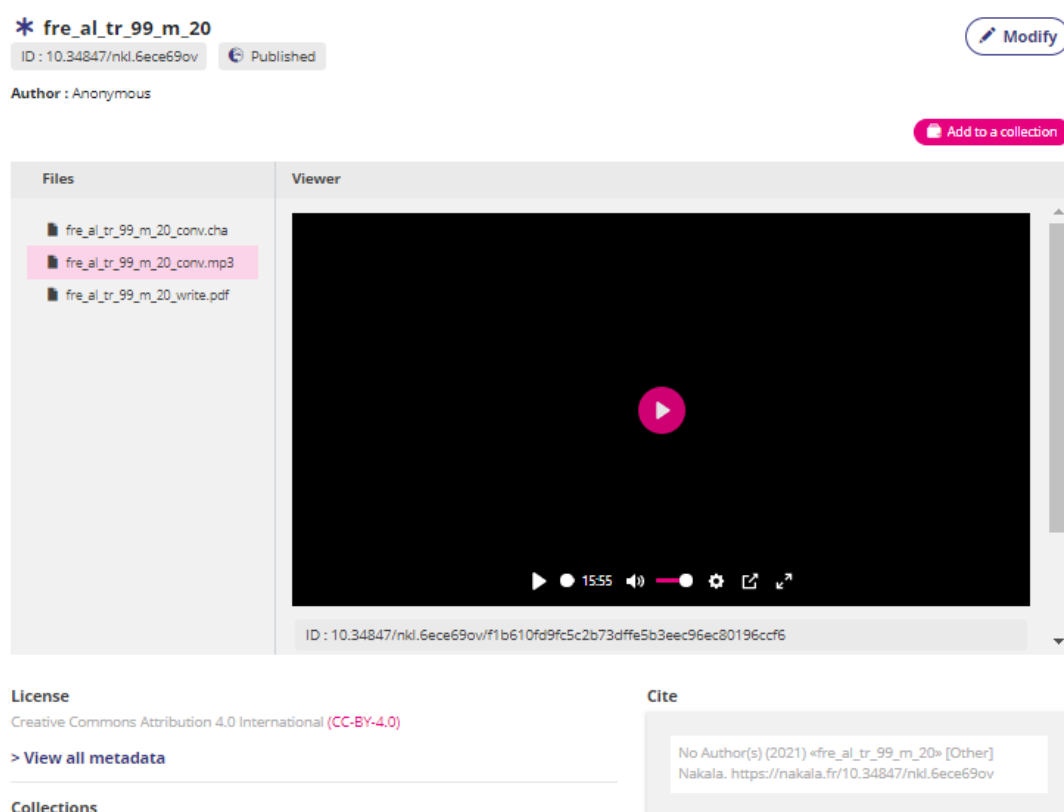 fre_al_tr_99_m_20
ID : 10.34847/nkl.6ece69ov Published
Modify
Author : Anonymous
Add to a collection
Files
Viewer
fre_al_tr_99_m_20_conv.cha
fre_al_tr_99_m_20_conv.mp3
fre_al_tr_99_m_20_write.pdf
15:55
ID : 10.34847/nkl.6ece69ov/f1b610fd9fc5c2b73dffe5b3eec96ec80196ccf6
License
Creative Commons Attribution 4.0 International (CC-BY-4.0)
> View all metadata
Collections
Cite
No Author(s) (2021) «fre_al_tr_99_m_20» [Other]
Nakala. https://nakala.fr/10.34847/nkl.6ece69ov